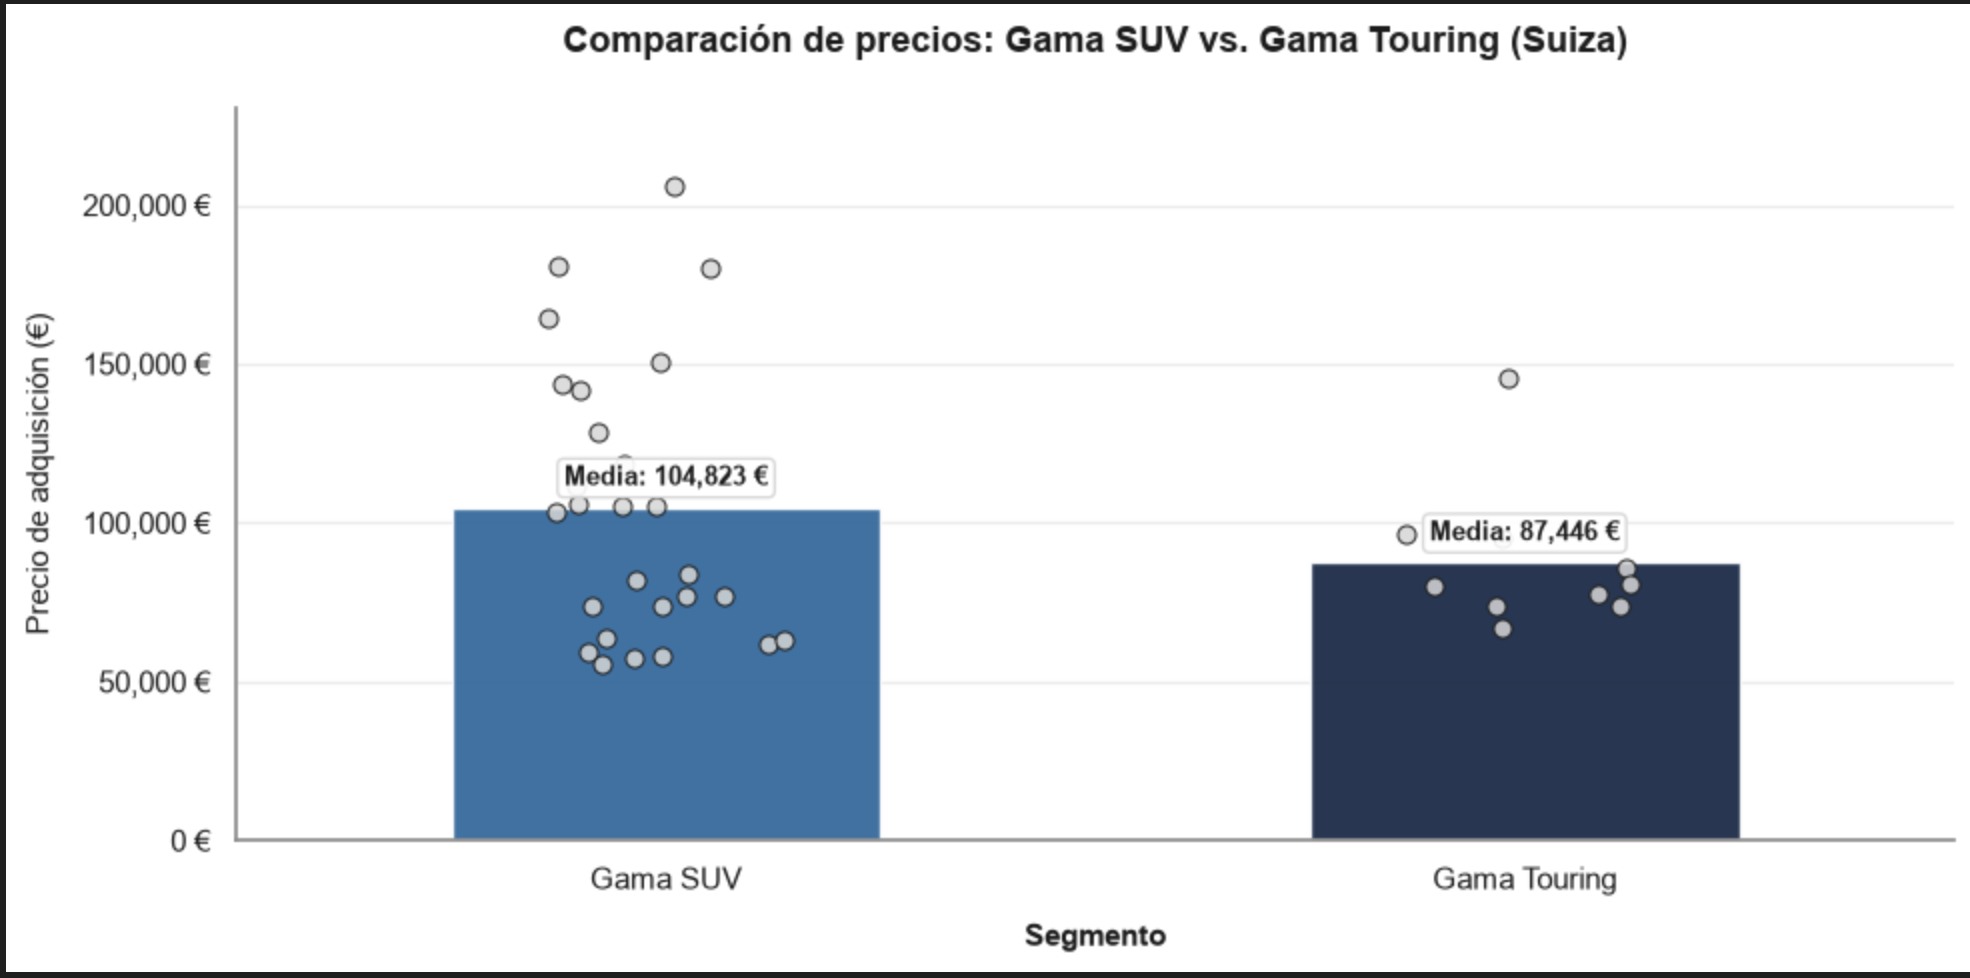 Comparación de precios: Gama SUV vs. Gama Touring (Suiza)
Precio de adquisición (€)
200,000 €
150,000 €
100,000 €
50,000 €
0 €
Media: 104,823 €
Media: 87,446 €
Gama SUV
Gama Touring
Segmento